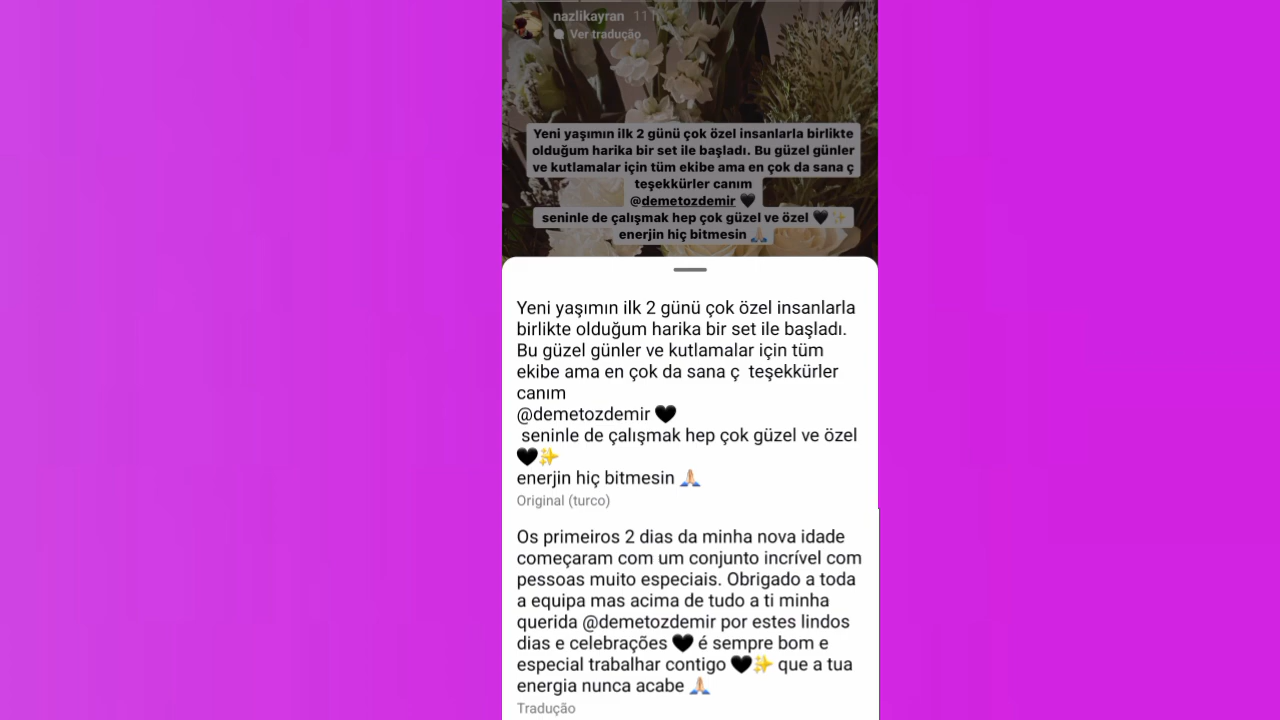 nazlikayran 11
Ver tradução
Yeni yaşımın ilk 2 günü çok özel insanlarla birlikte
olduğum harika bir set ile başladı. Bu güzel günler
ve kutlamalar için tüm ekibe ama en çok da sana ç
teşekkürler canım
@demetozdemir 🖤
seninle de çalışmak hep çok güzel ve özel 🖤✨
enerjin hiç bitmesin 🙏🏼
Yeni yaşımın ilk 2 günü çok özel insanlarla
birlikte olduğum harika bir set ile başladı.
Bu güzel günler ve kutlamalar için tüm
ekibe ama en çok da sana ç  teşekkürler
canım
@demetozdemir 🖤
seninle de çalışmak hep çok güzel ve özel
🖤✨
enerjin hiç bitmesin 🙏🏼
Original (turco)
Os primeiros 2 dias da minha nova idade
começaram com um conjunto incrível com
pessoas muito especiais. Obrigado a toda
a equipa mas acima de tudo a ti minha
querida @demetozdemir por estes lindos
dias e celebrações 🖤 é sempre bom e
especial trabalhar contigo 🖤✨ que a tua
energia nunca acabe 🙏🏼
Tradução